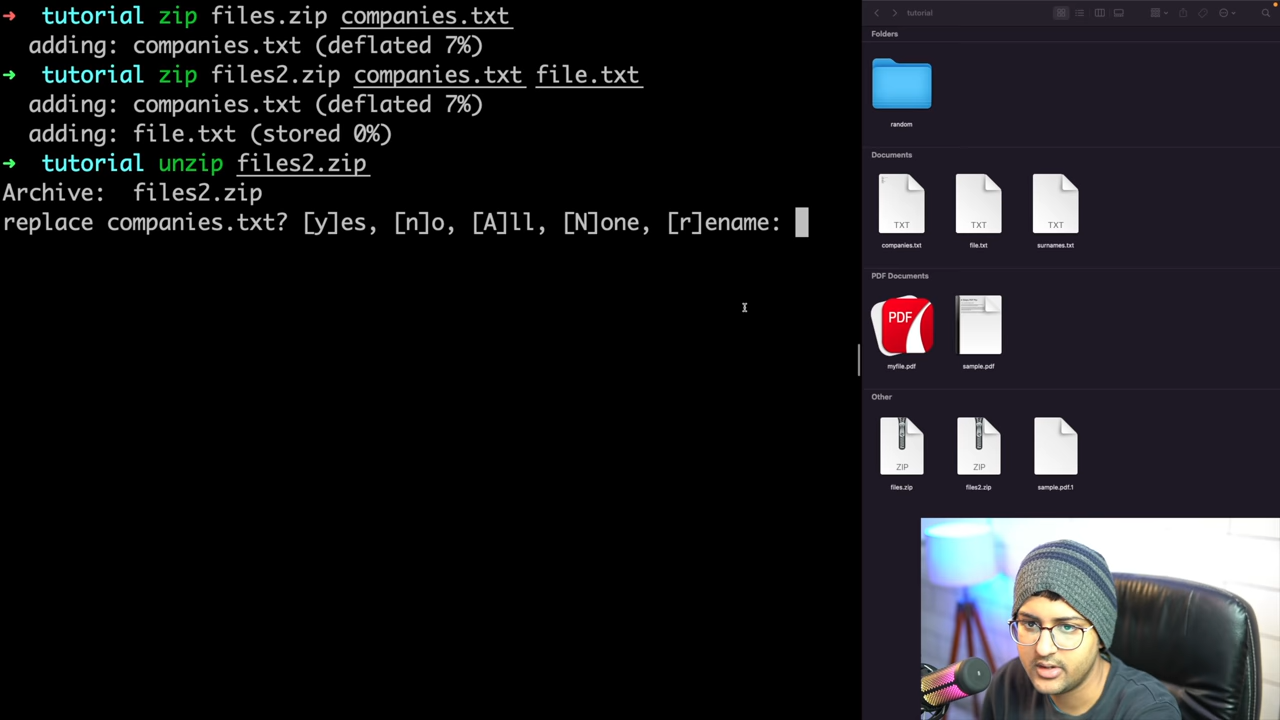 ➜ tutorial zip files.zip companies.txt
adding: companies.txt (deflated 7%)
➜ tutorial zip files2.zip companies.txt file.txt
adding: companies.txt (deflated 7%)
adding: file.txt (stored 0%)
➜ tutorial unzip files2.zip
Archive: files2.zip
replace companies.txt? [y]es, [n]o, [A]ll, [N]one, [r]ename:
tutorial
Folders
random
Documents
TXT TXT TXT
companies.txt file.txt surnames.txt
PDF Documents
PDF
myfile.pdf sample.pdf
Other
ZIP ZIP
files.zip files2.zip sample.pdf.1